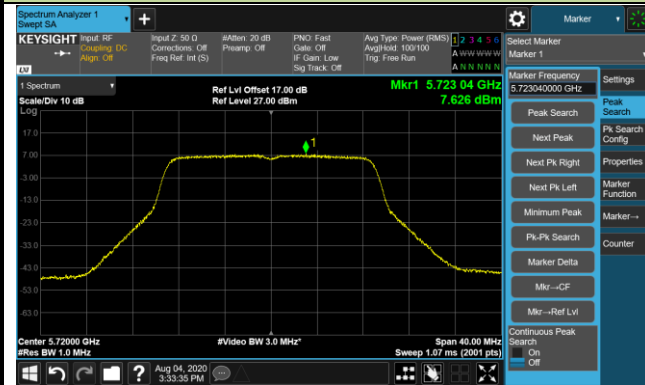 Spectrum Analyzer 1
Swept SA
Marker
KEYSIGHT
Input: RF
Coupling: DC
Align: Off
Input Z: 50 Ω
Corrections: Off
Freq Ref: Int (S)
#Atten: 20 dB
Preamp: Off
PNO: Fast
Gate: Off
IF Gain: Low
Sig Track: Off
Avg Type: Power (RMS)
Avg|Hold: 100/100
Trig: Free Run
1 2 3 4 5 6
A W W W W W
A N N N N N
LXI
Select Marker
Marker 1
1 Spectrum
Scale/Div 10 dB
Log
Ref Lvl Offset 17.00 dB
Ref Level 27.00 dBm
Mkr1 5.723 04 GHz
7.626 dBm
17.0
7.00
-3.00
-13.0
-23.0
-33.0
-43.0
-53.0
-63.0
1
Center 5.72000 GHz
#Res BW 1.0 MHz
#Video BW 3.0 MHz*
Span 40.00 MHz
Sweep 1.07 ms (2001 pts)
Marker Frequency
5.723040000 GHz
Peak Search
Next Peak
Next Pk Right
Next Pk Left
Minimum Peak
Pk-Pk Search
Marker Delta
Mkr→CF
Mkr→Ref Lvl
Continuous Peak
Search
On
Off
Settings
Peak
Search
Pk Search
Config
Properties
Marker
Function
Marker→
Counter
Aug 04, 2020
3:33:35 PM